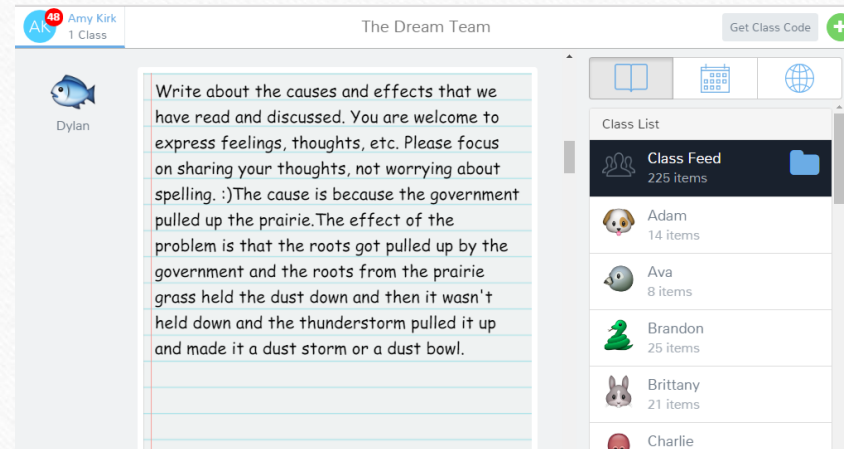 48
AK
Amy Kirk
1 Class
The Dream Team
Get Class Code
Dylan
Write about the causes and effects that we
have read and discussed. You are welcome to
express feelings, thoughts, etc. Please focus
on sharing your thoughts, not worrying about
spelling. :)The cause is because the government
pulled up the prairie.The effect of the
problem is that the roots got pulled up by the
government and the roots from the prairie
grass held the dust down and then it wasn't
held down and the thunderstorm pulled it up
and made it a dust storm or a dust bowl.
Class List
Class Feed
225 items
Adam
14 items
Ava
8 items
Brandon
25 items
Brittany
21 items
Charlie